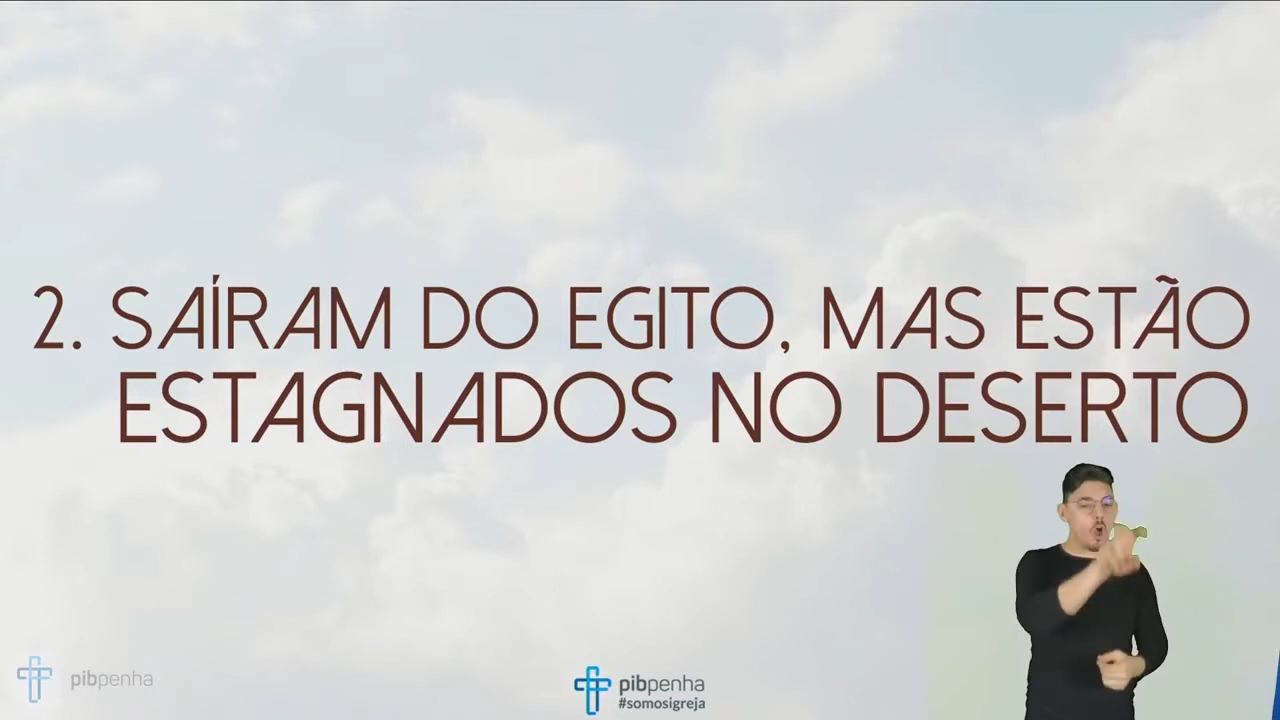 2. SAÍRAM DO EGITO, MAS ESTÃO
ESTAGNADOS NO DESERTO
pibpenha
pibpenha
#somosigreja